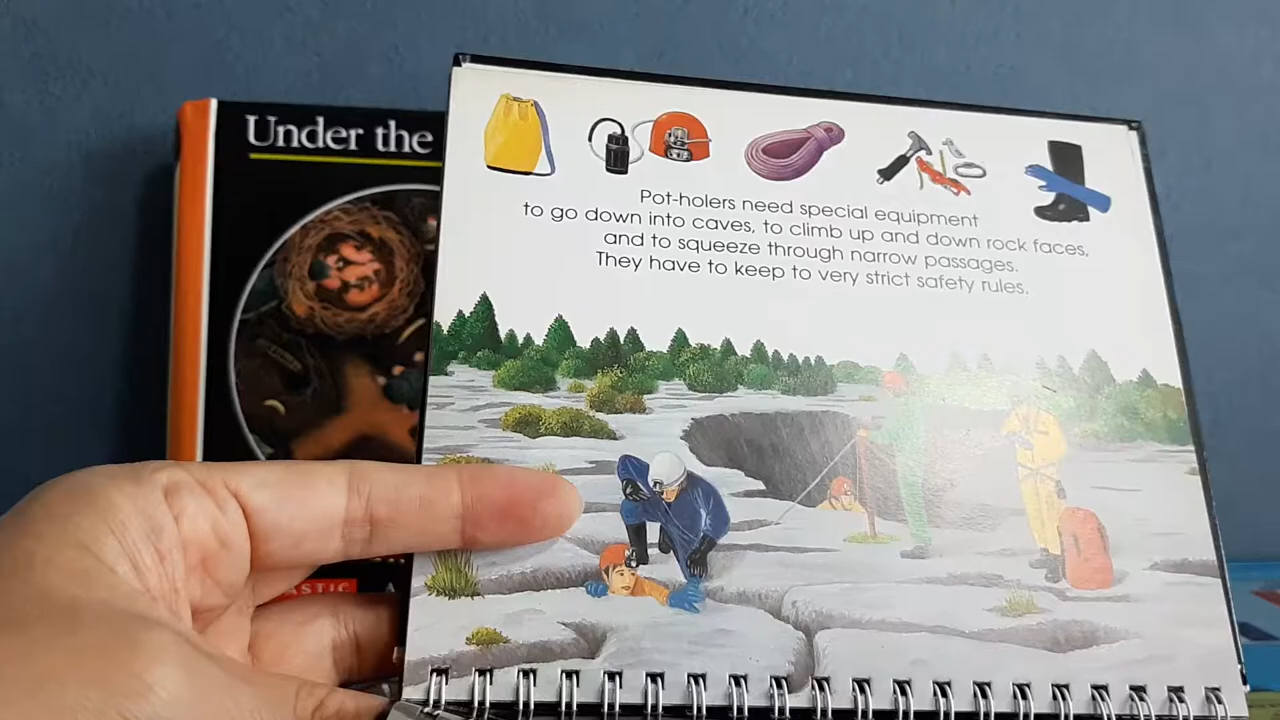 Under the
Pot-holers need special equipment
to go down into caves, to climb up and down rock faces,
and to squeeze through narrow passages.
They have to keep to very strict safety rules.
ASTIC
A